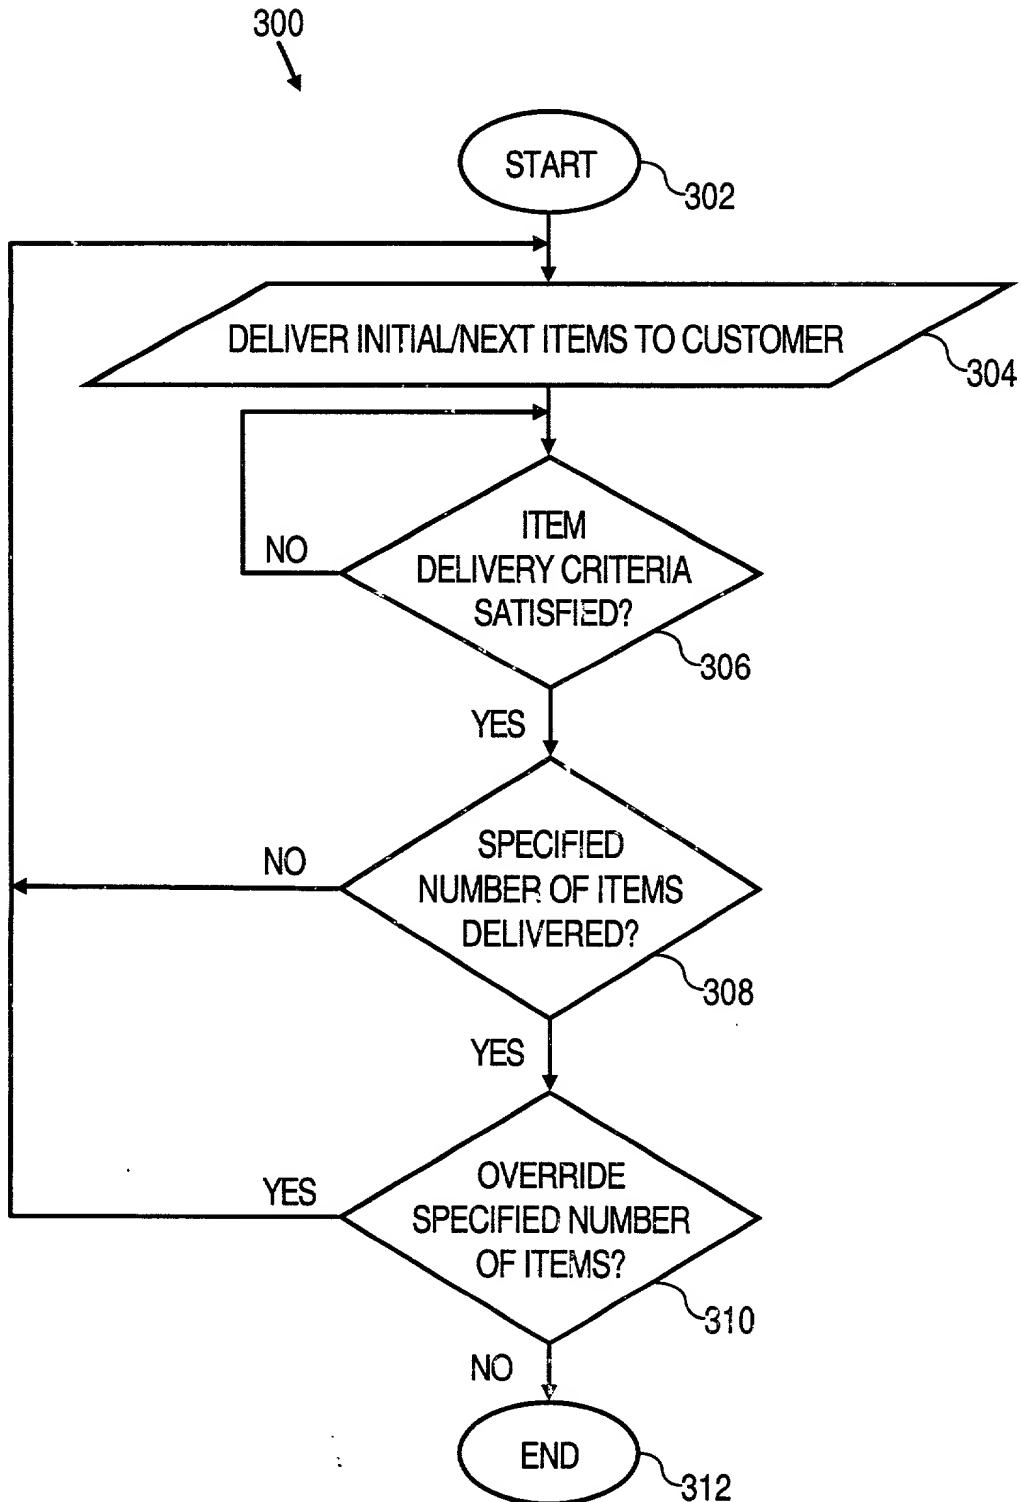 300
START
302
DELIVER INITIAL/NEXT ITEMS TO CUSTOMER
304
ITEM
DELIVERY CRITERIA
SATISFIED?
NO
306
YES
SPECIFIED
NUMBER OF ITEMS
DELIVERED?
NO
308
YES
OVERRIDE
SPECIFIED NUMBER
OF ITEMS?
YES
310
NO
END
312